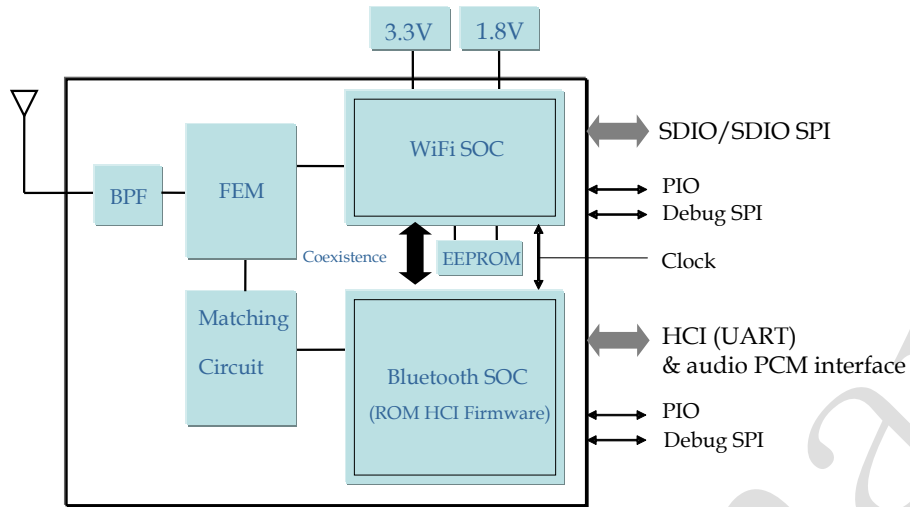 3.3V
1.8V
WiFi SOC
SDIO/SDIO SPI
BPF
FEM
PIO
Debug SPI
Coexistence
EEPROM
Clock
Matching
Circuit
HCI (UART)
& audio PCM interface
Bluetooth SOC
(ROM HCI Firmware)
PIO
Debug SPI